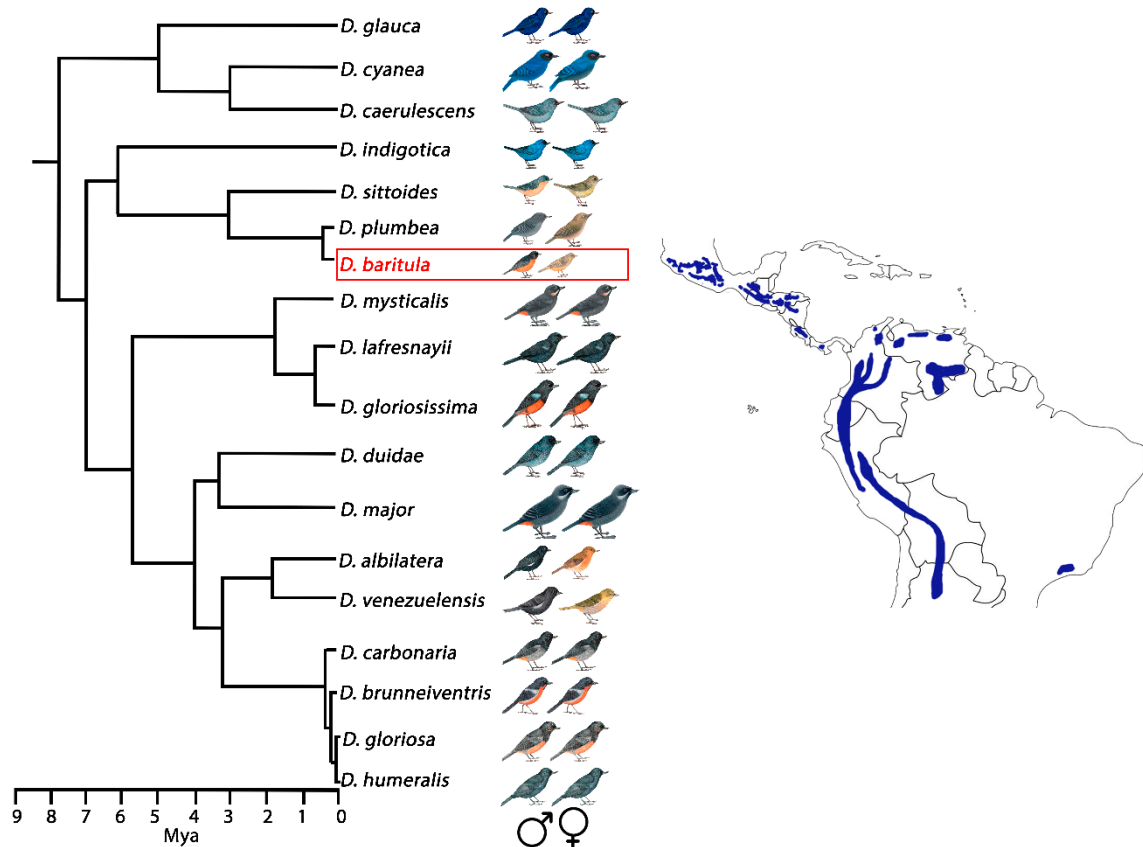 D. glauca
D. cyanea
D. caerulescens
D. indigotica
D. sittoides
D. plumbea
D. baritula
D. mysticalis
D. lafresnayii
D. gloriosissima
D. duidae
D. major
D. albilatera
D. venezuelensis
D. carbonaria
D. brunneiventris
D. gloriosa
D. humeralis
9 8 7 6 5 4 3 2 1 0
Mya
♂ ♀